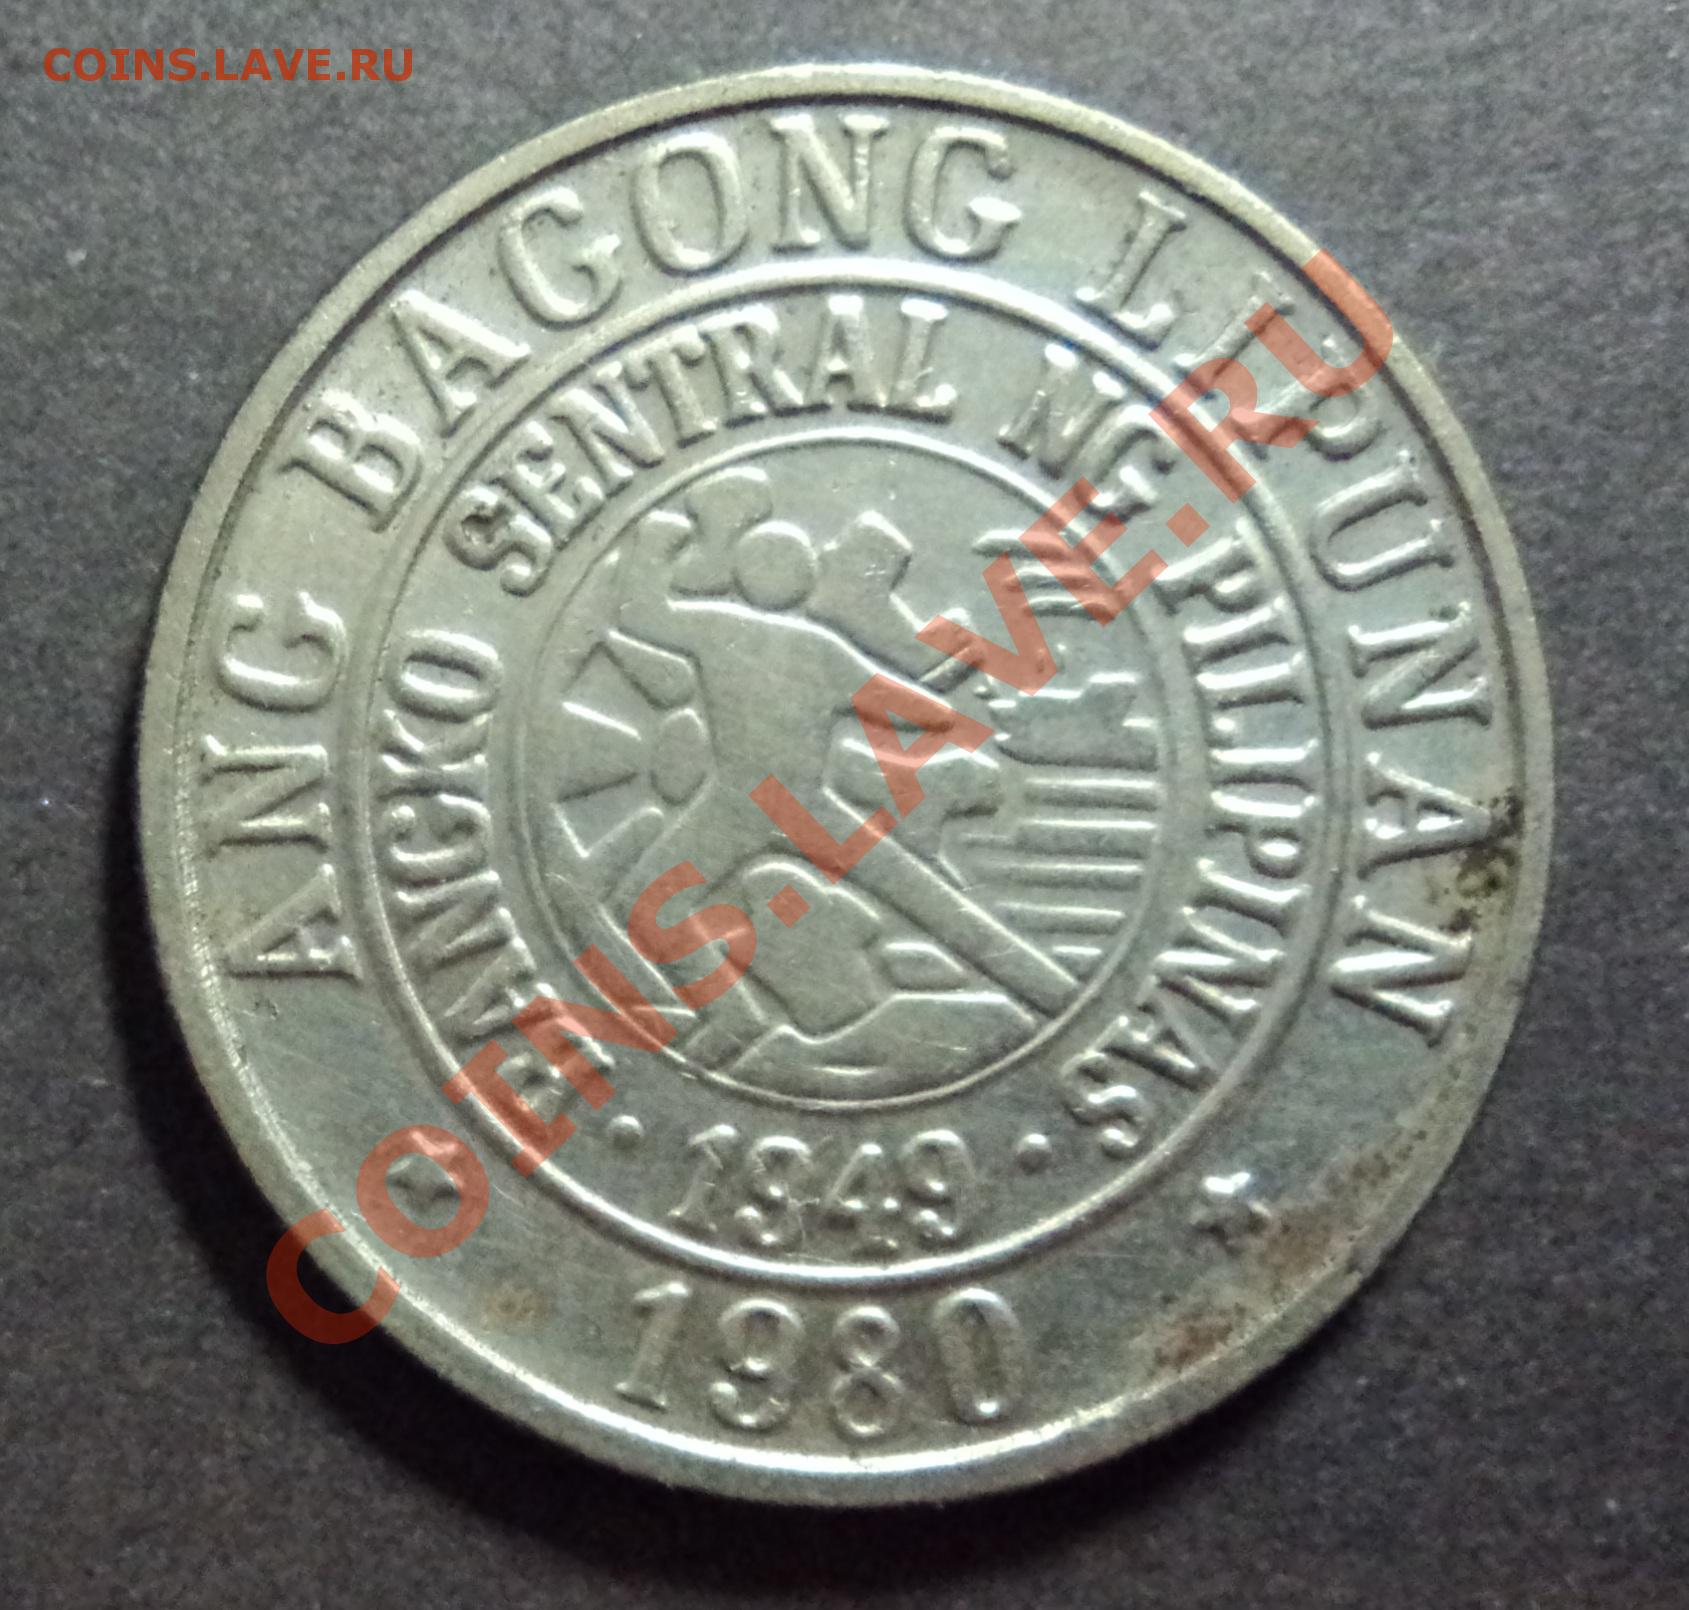 COINS.LAVE.RU
ANG BAGONG LIPUNAN
BANGKO SENTRAL NG PILIPINAS
1949
1980
COINS.LAVE.RU